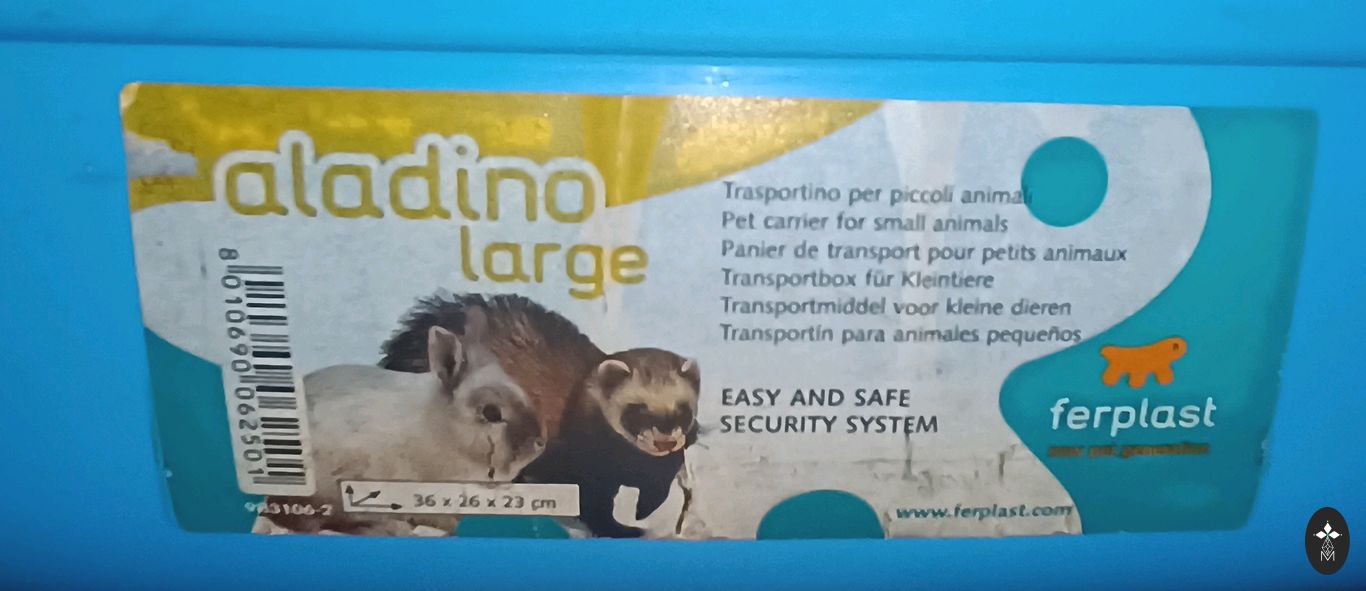 aladino
large
Trasportino per piccoli animali
Pet carrier for small animals
Panier de transport pour petits animaux
Transportbox für Kleintiere
Transportmiddel voor kleine dieren
Transportín para animales pequeños
EASY AND SAFE
SECURITY SYSTEM
ferplast
www.ferplast.com
36 x 26 x 23 cm
8 010690 062501
M